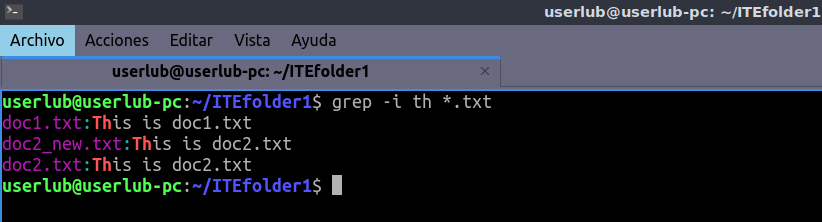 userlub@userlub-pc: ~/ITEfolder1
Archivo Acciones Editar Vista Ayuda
userlub@userlub-pc: ~/ITEfolder1 ×
userlub@userlub-pc:~/ITEfolder1$ grep -i th *.txt
doc1.txt:This is doc1.txt
doc2_new.txt:This is doc2.txt
doc2.txt:This is doc2.txt
userlub@userlub-pc:~/ITEfolder1$